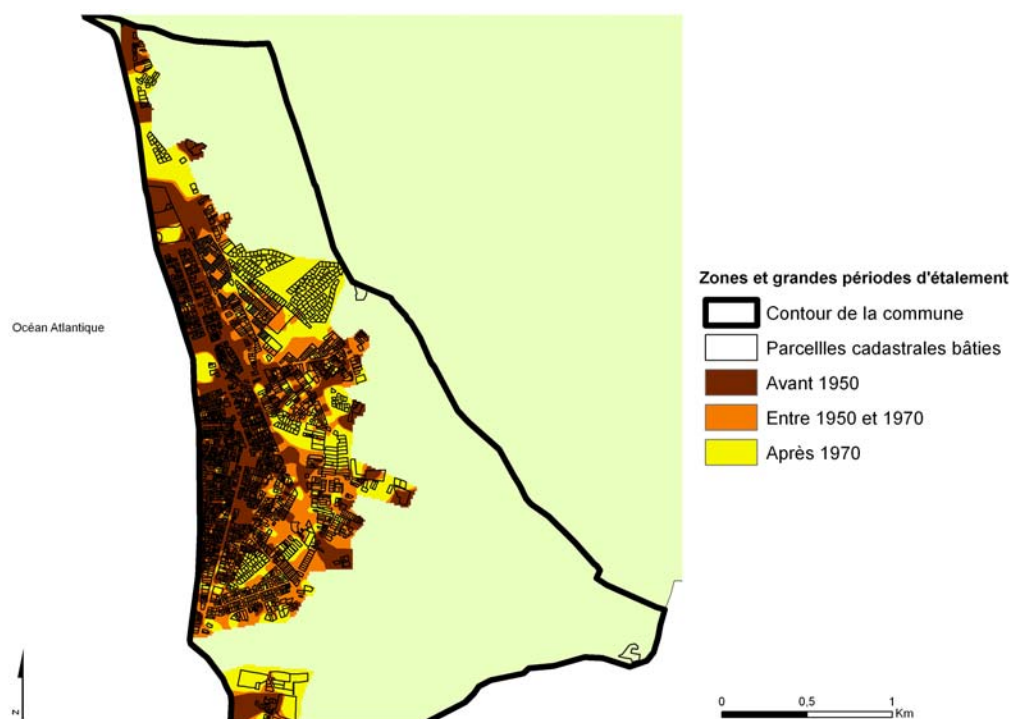 Zones et grandes périodes d'étalement
Contour de la commune
Parcellles cadastrales bâties
Avant 1950
Entre 1950 et 1970
Après 1970
Océan Atlantique
N
0 0,5 1
Km